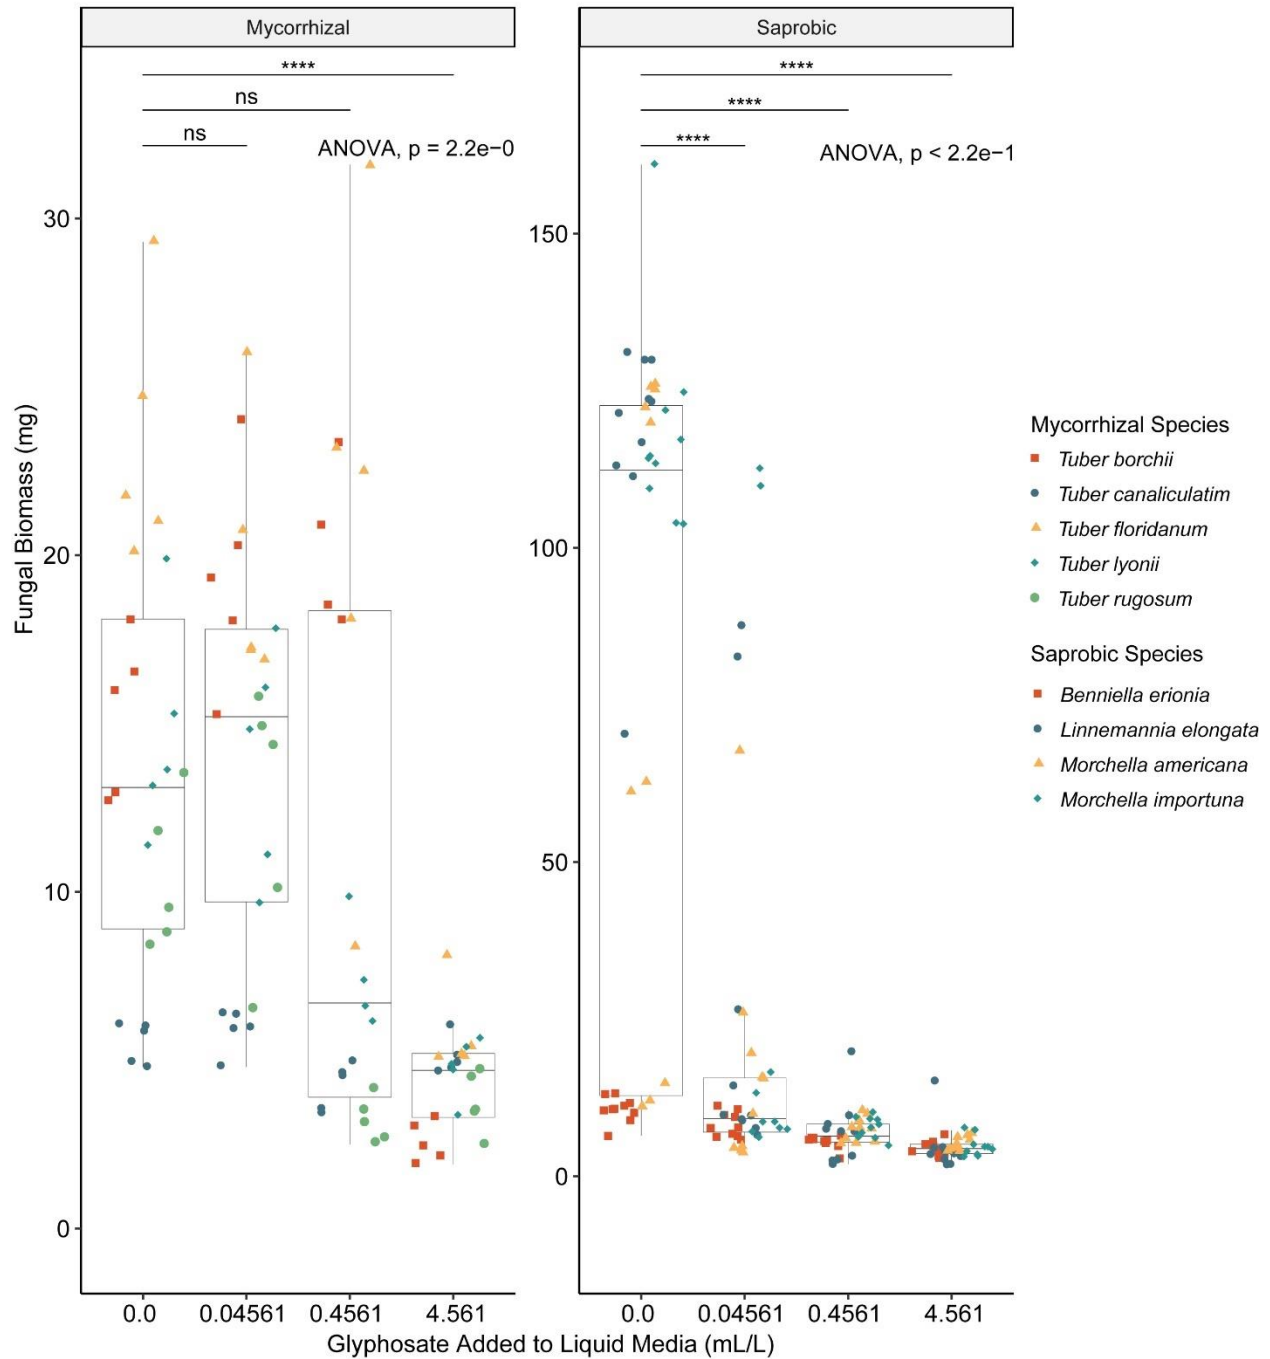 Mycorrhizal
Saprobic
****
ns
ns
ANOVA, p = 2.2e−0
****
****
****
ANOVA, p < 2.2e−1
Fungal Biomass (mg)
30
20
10
0
150
100
50
0
0.0
0.04561
0.4561
4.561
0.0
0.04561
0.4561
4.561
Glyphosate Added to Liquid Media (mL/L)
Mycorrhizal Species
Tuber borchii
Tuber canaliculatim
Tuber floridanum
Tuber lyonii
Tuber rugosum
Saprobic Species
Benniella erionia
Linnemannia elongata
Morchella americana
Morchella importuna